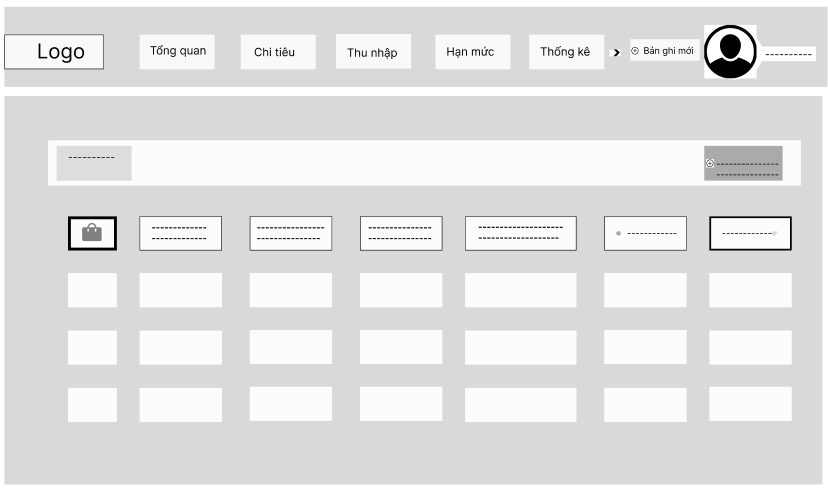 Logo
Tổng quan
Chi tiêu
Thu nhập
Hạn mức
Thống kê
Bản ghi mới